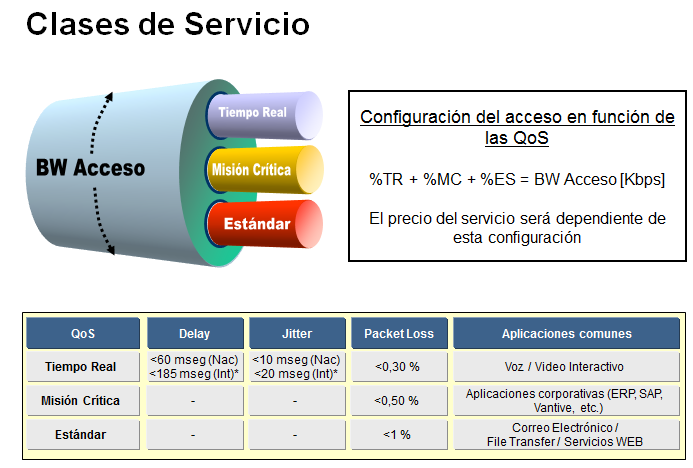 Clases de Servicio
BW Acceso
Tiempo Real
Misión Crítica
Estándar
Configuración del acceso en función de
las QoS
%TR + %MC + %ES = BW Acceso [Kbps]
El precio del servicio será dependiente de
esta configuración
QoS Delay Jitter Packet Loss Aplicaciones comunes
Tiempo Real <60 mseg (Nac) <10 mseg (Nac) <0,30 % Voz / Video Interactivo
<185 mseg (Int)* <20 mseg (Int)*
Misión Crítica - - <0,50 % Aplicaciones corporativas (ERP, SAP,
Vantive, etc.)
Estándar - - <1 % Correo Electrónico /
File Transfer / Servicios WEB